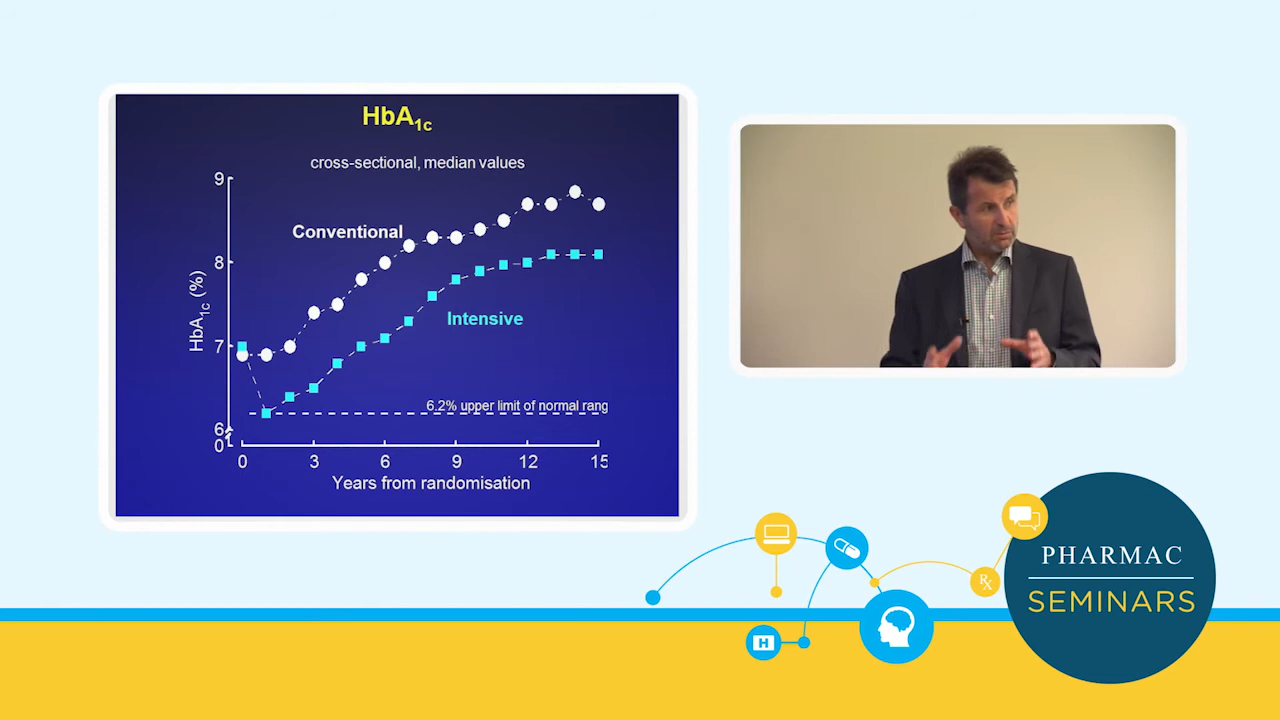 HbA1c
cross-sectional, median values
9
Conventional
8
HbA1c (%)
Intensive
7
6.2% upper limit of normal rang
6
0
0 3 6 9 12 15
Years from randomisation
H
Rx
PHARMAC
SEMINARS